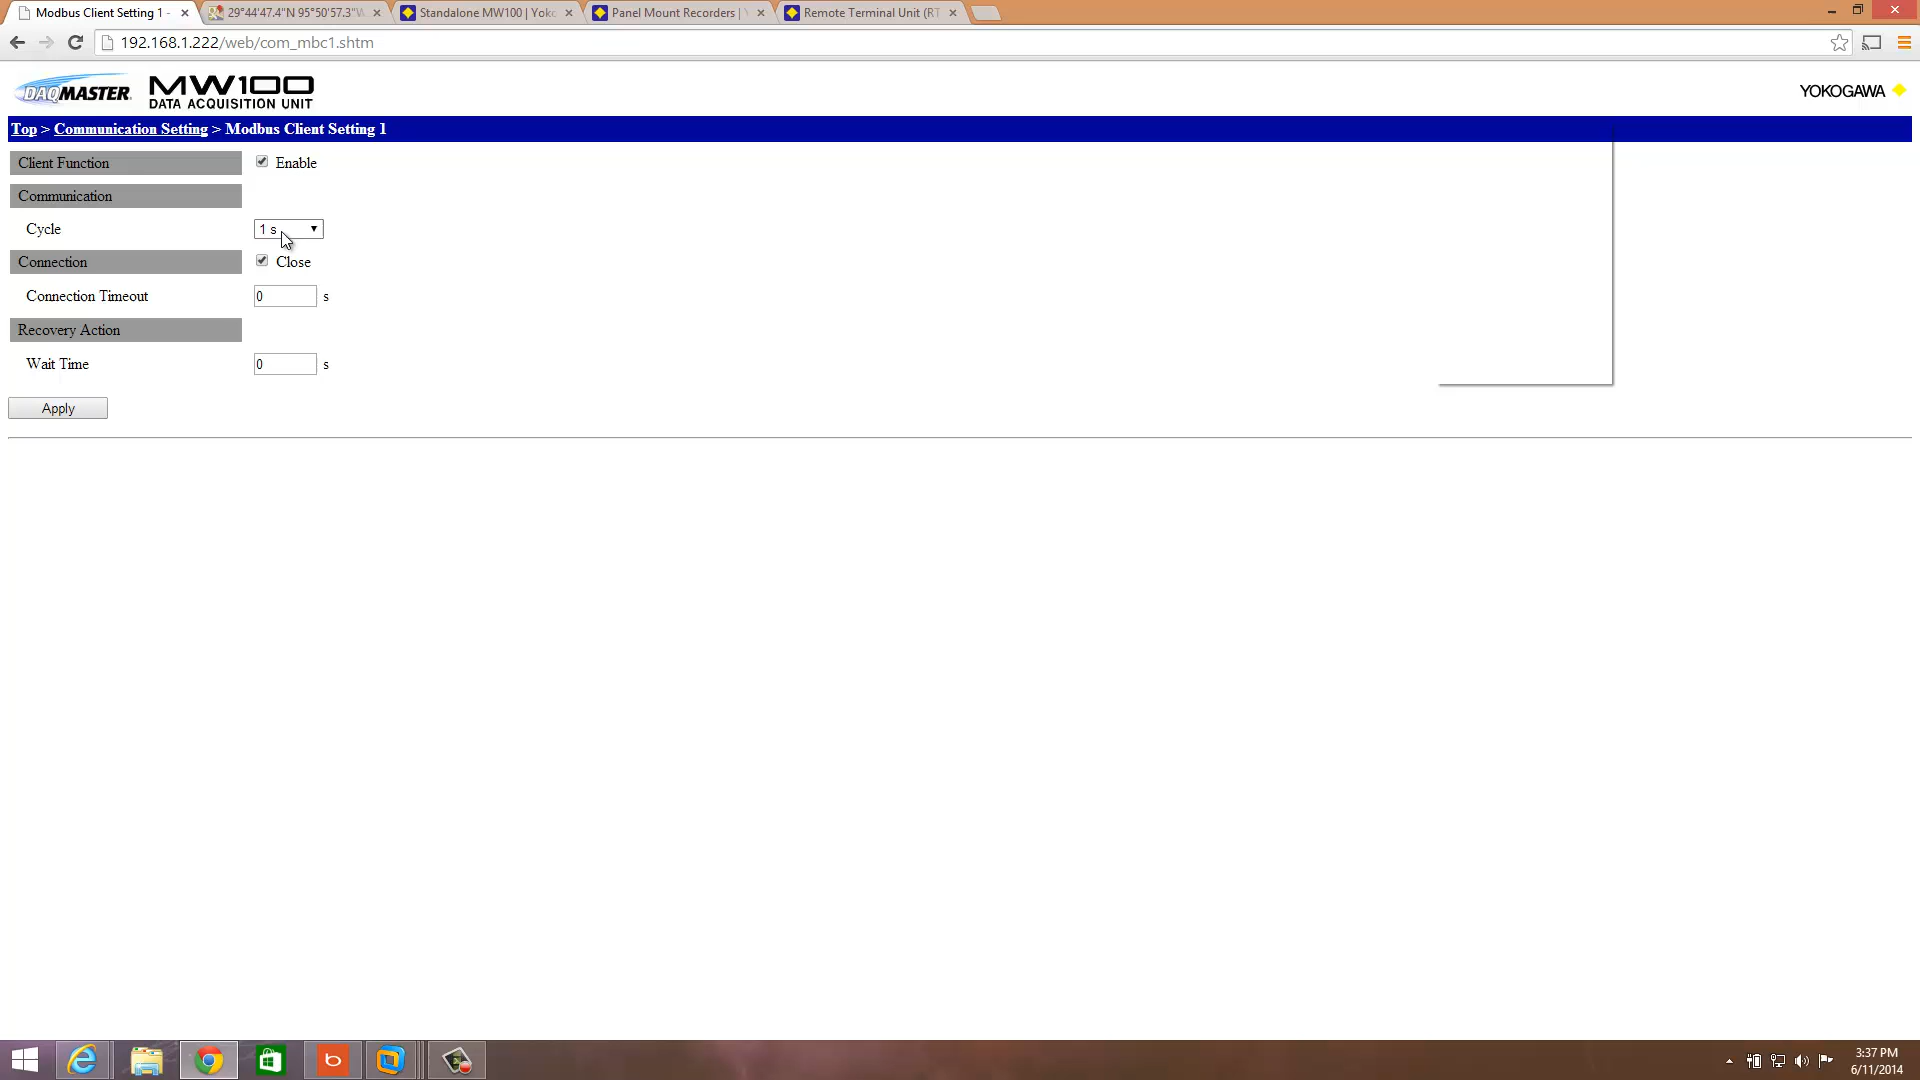 Modbus Client Setting 1 -
29°44'47.4"N 95°50'57.3"W
Standalone MW100 | Yoko
Panel Mount Recorders | Y
Remote Terminal Unit (RT
192.168.1.222/web/com_mbc1.shtm
DAQMASTER
MW100
DATA ACQUISITION UNIT
YOKOGAWA
Top > Communication Setting > Modbus Client Setting 1
Client Function
Enable
Communication
Cycle
1 s
Connection
Close
Connection Timeout
0 s
Recovery Action
Wait Time
0 s
Apply
3:37 PM
6/11/2014